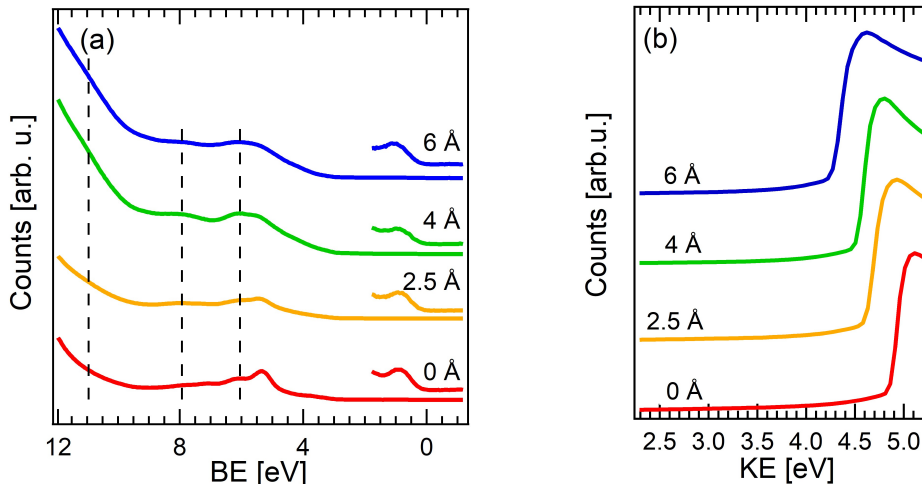 (a)
Counts [arb. u.]
6 Å
4 Å
2.5 Å
0 Å
12 8 4 0
BE [eV]
(b)
Counts [arb. u.]
6 Å
4 Å
2.5 Å
0 Å
2.5 3.0 3.5 4.0 4.5 5.0
KE [eV]